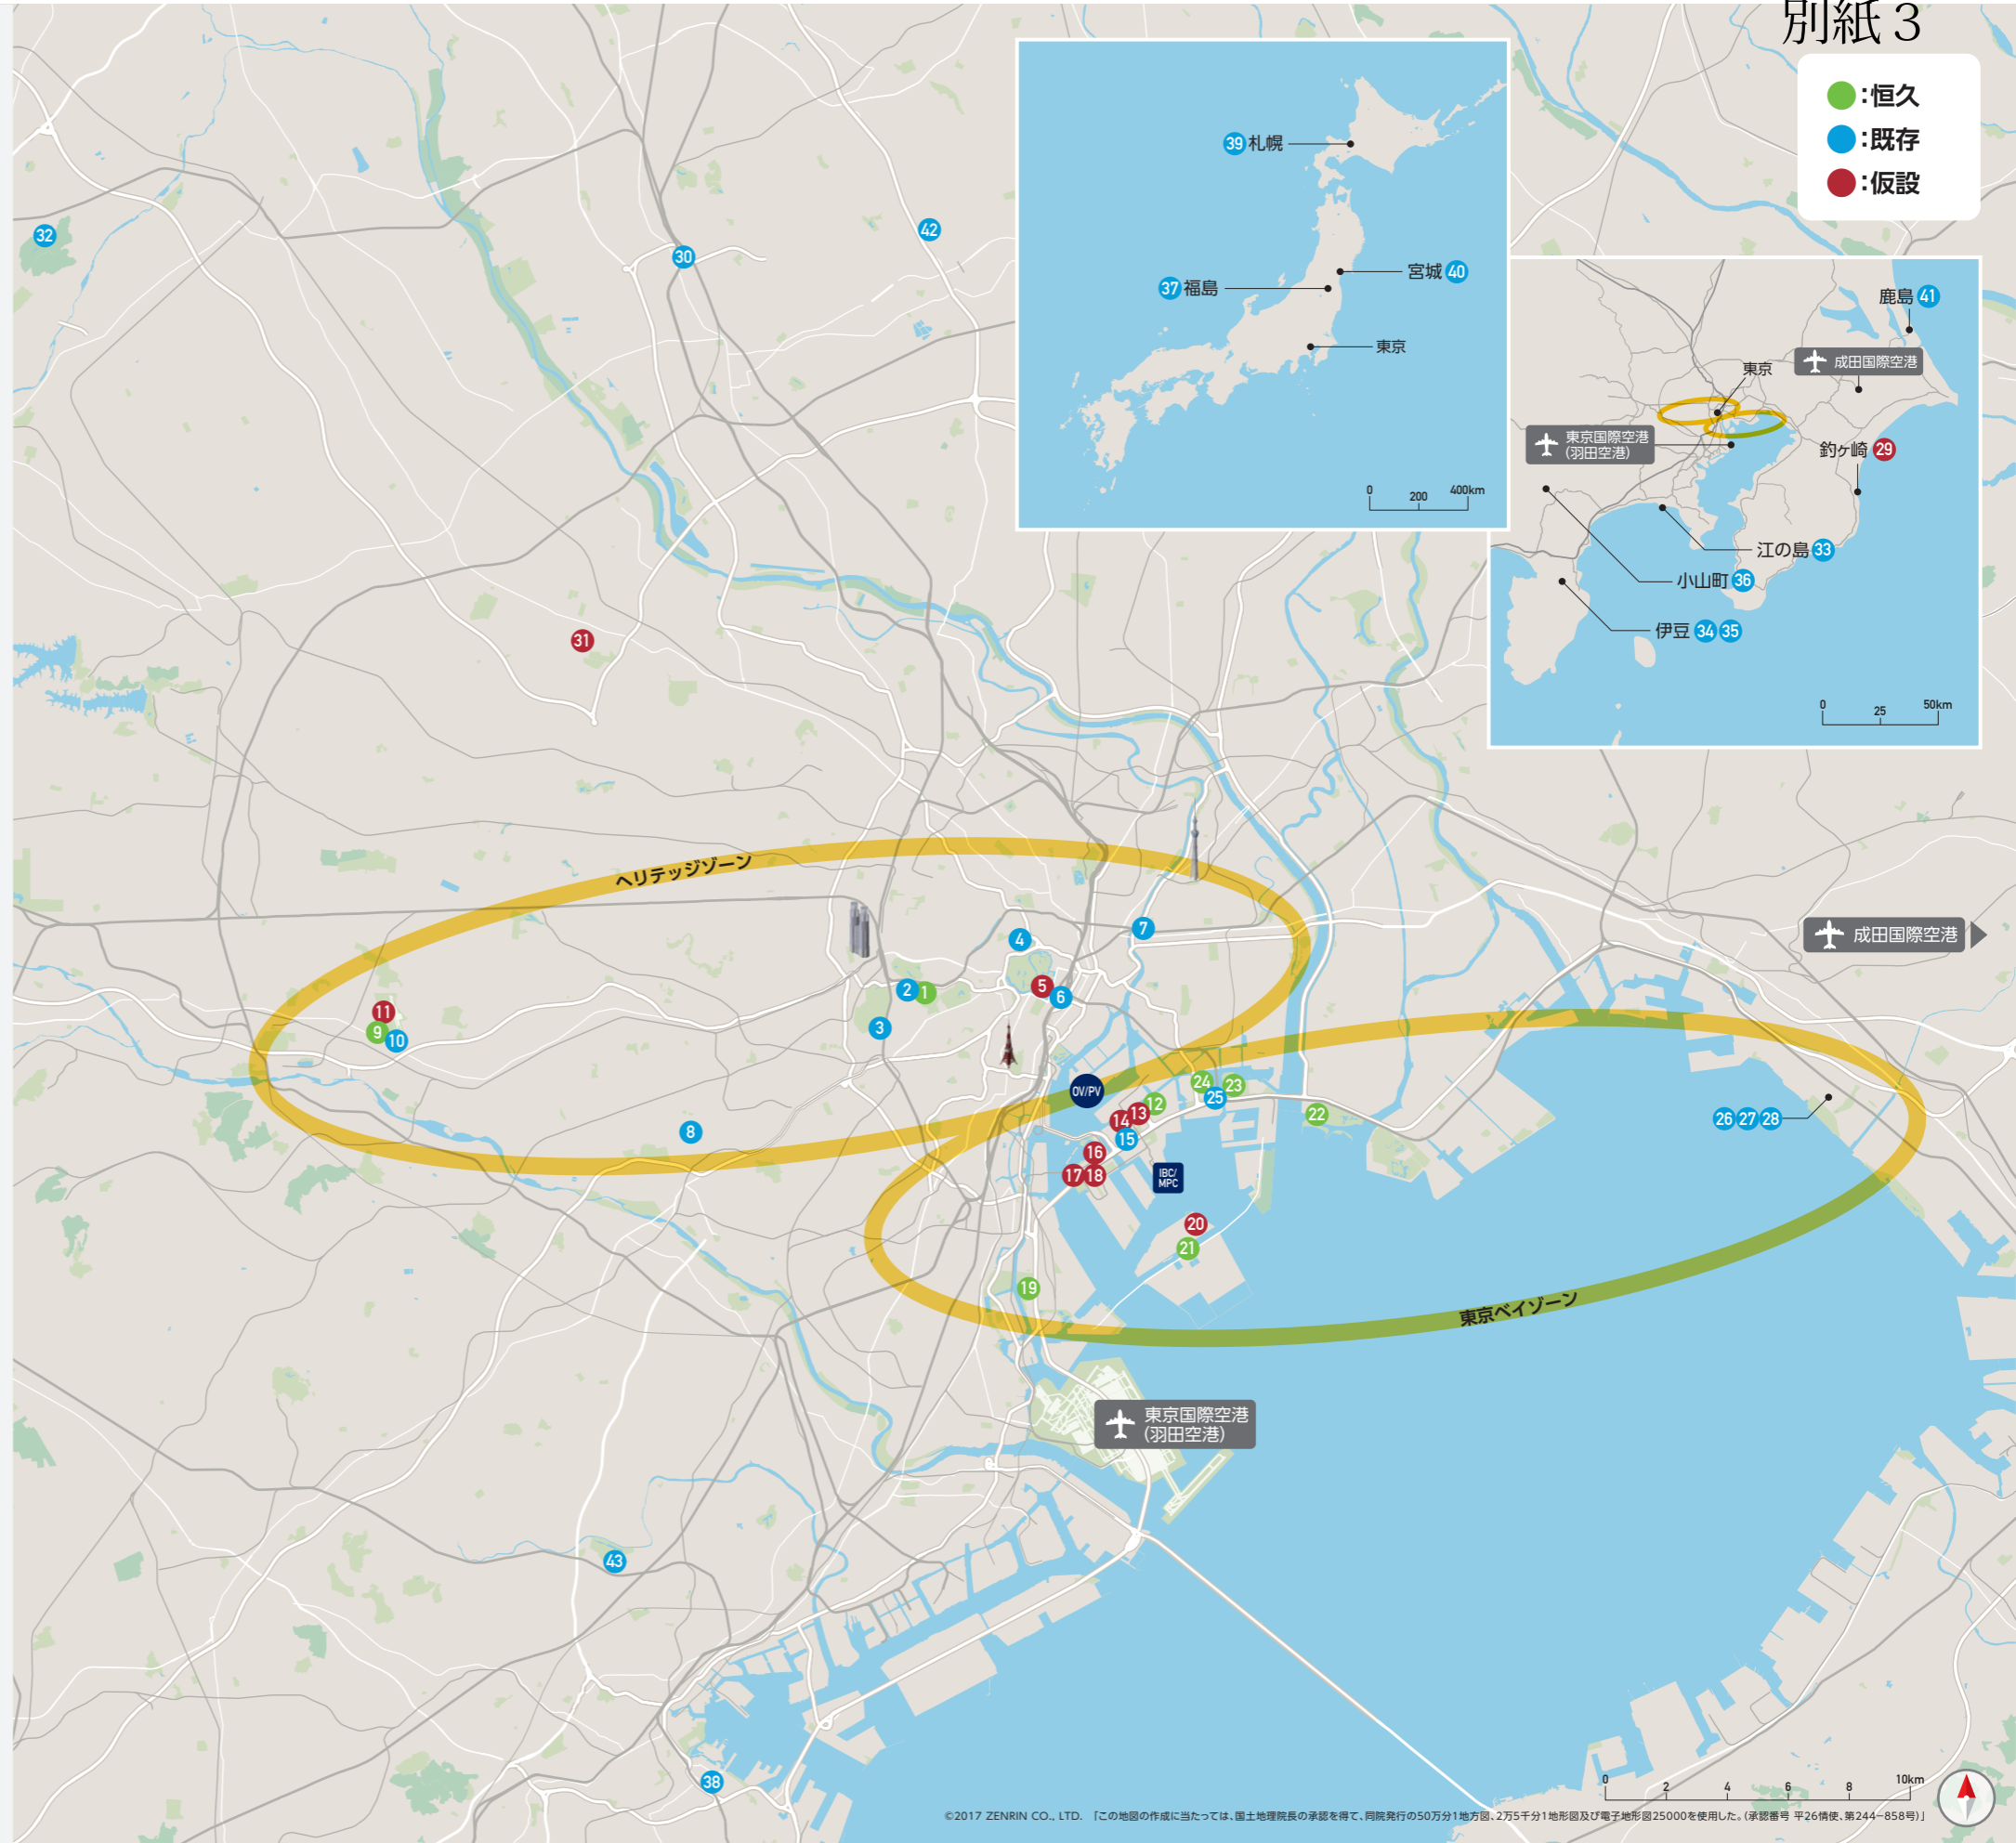 別紙３
:恒久
:既存
:仮設
39 札幌
宮城 40
37 福島
東京
0 200 400km
鹿島 41
成田国際空港
東京
東京国際空港
(羽田空港)
釣ヶ崎 29
江の島 33
小山町 36
伊豆 34 35
0 25 50km
32
42
30
31
ヘリテッジゾーン
成田国際空港
7
4
2 1
5
6
3
11
9
10
OV/PV
24 23
25
12
13
14
22
26 27 28
8
15
16
17 18
IBC/
MPC
20
21
19
東京ベイゾーン
東京国際空港
(羽田空港)
43
38
0 2 4 6 8 10km
©2017 ZENRIN CO., LTD. 「この地図の作成に当たっては、国土地理院長の承認を得て、同院発行の50万分1地方図、2万5千分1地形図及び電子地形図25000を使用した。(承認番号 平26情使、第244−858号)」